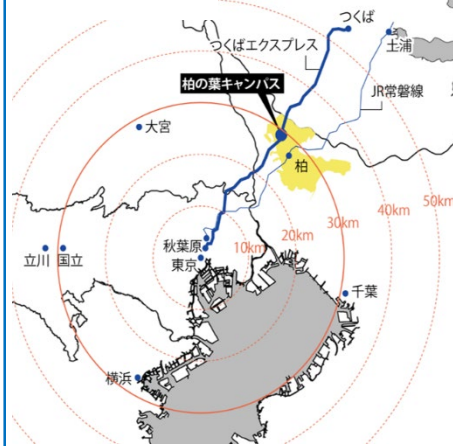 つくば
つくばエクスプレス
土浦
柏の葉キャンパス
JR常磐線
大宮
柏
50km
40km
30km
20km
10km
秋葉原
立川
国立
東京
千葉
横浜